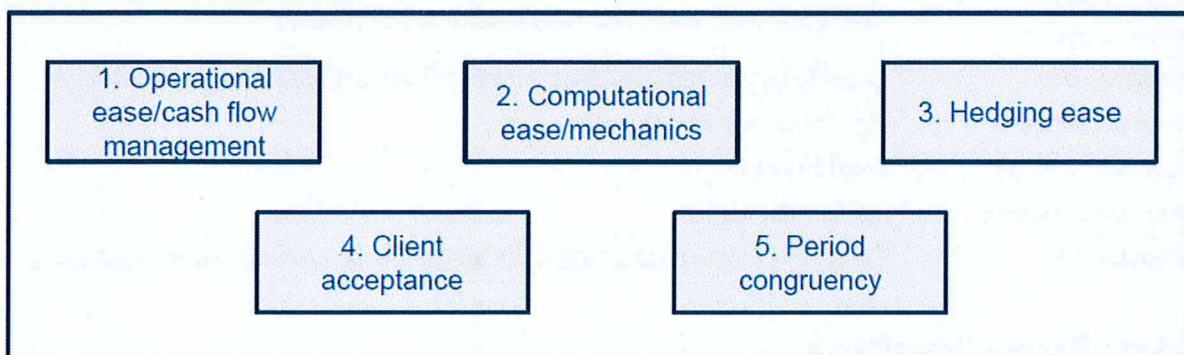 1. Operational
ease/cash flow
management
2. Computational
ease/mechanics
3. Hedging ease
4. Client
acceptance
5. Period
congruency